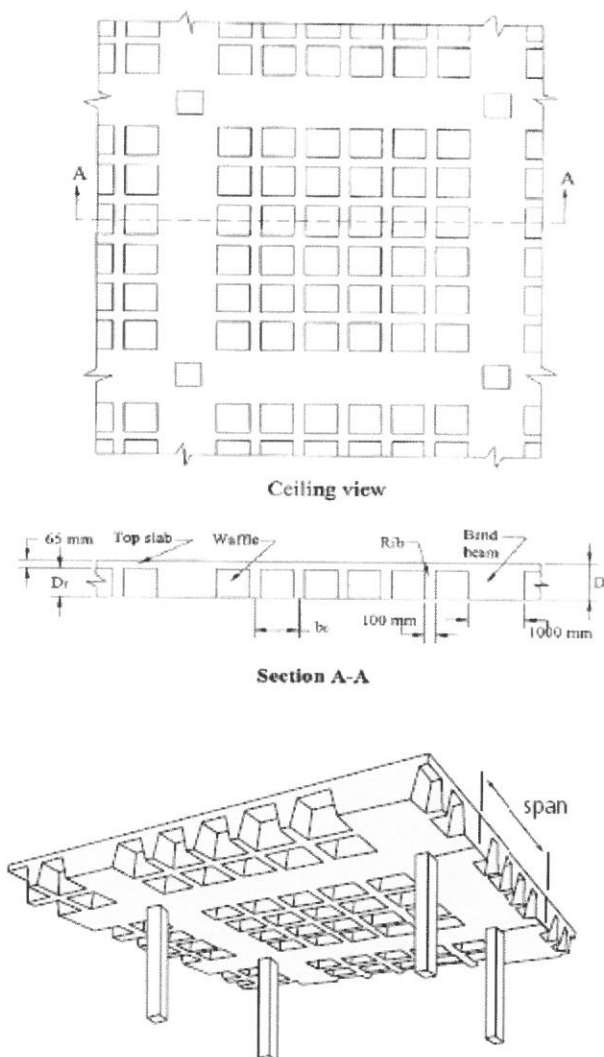 A
A
Ceiling view
65 mm
Top slab
Waffle
Rib
Band
beam
Dr
D
bc
100 mm
1000 mm
Section A-A
span